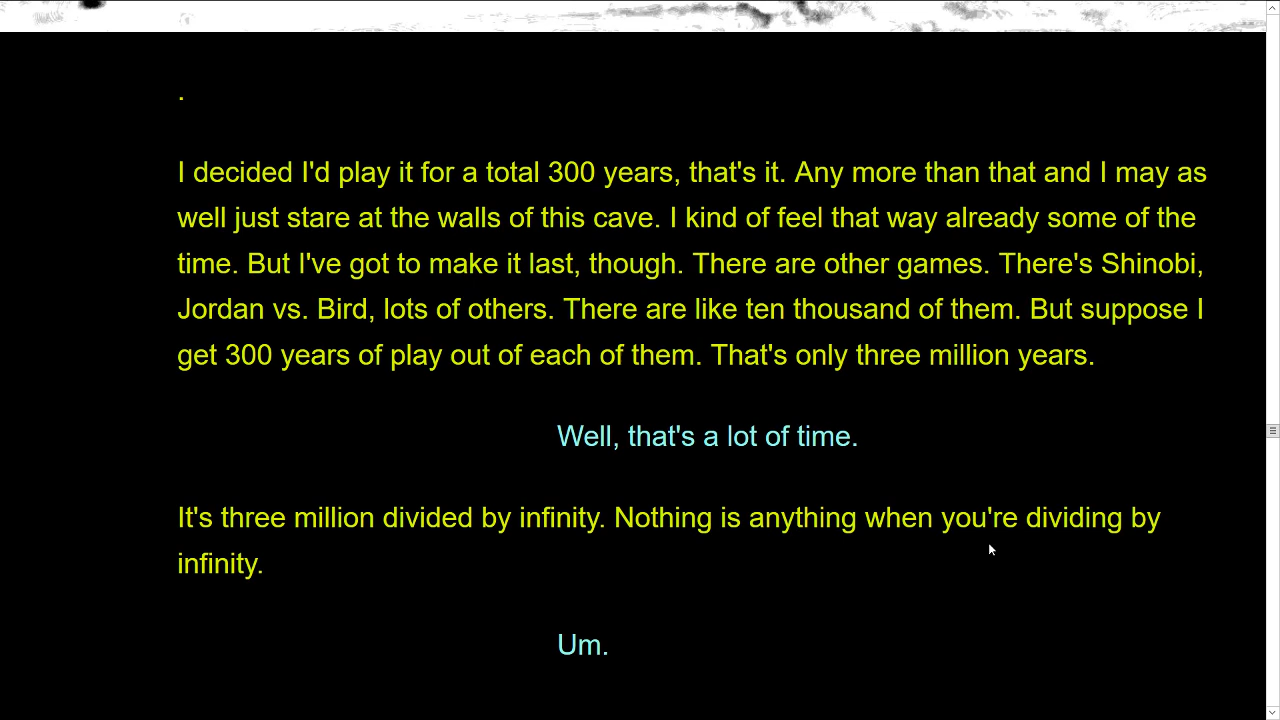 .
I decided I'd play it for a total 300 years, that's it. Any more than that and I may as
well just stare at the walls of this cave. I kind of feel that way already some of the
time. But I've got to make it last, though. There are other games. There's Shinobi,
Jordan vs. Bird, lots of others. There are like ten thousand of them. But suppose I
get 300 years of play out of each of them. That's only three million years.
Well, that's a lot of time.
It's three million divided by infinity. Nothing is anything when you're dividing by
infinity.
Um.